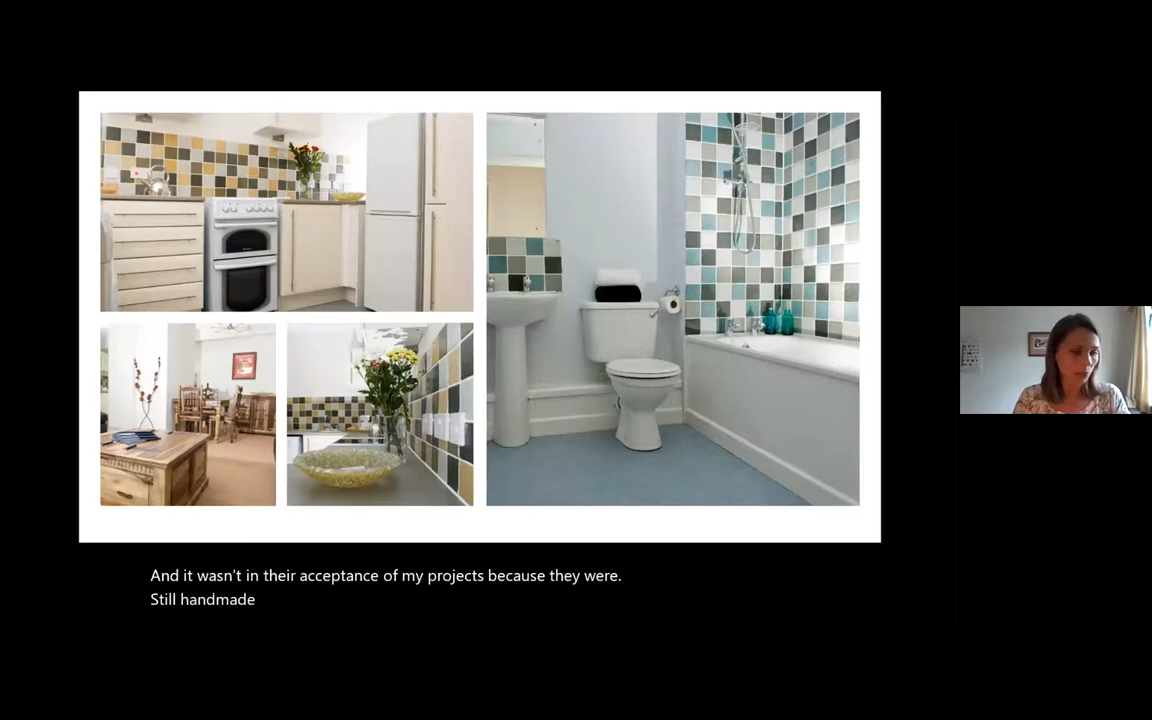 And it wasn't in their acceptance of my projects because they were.
Still handmade